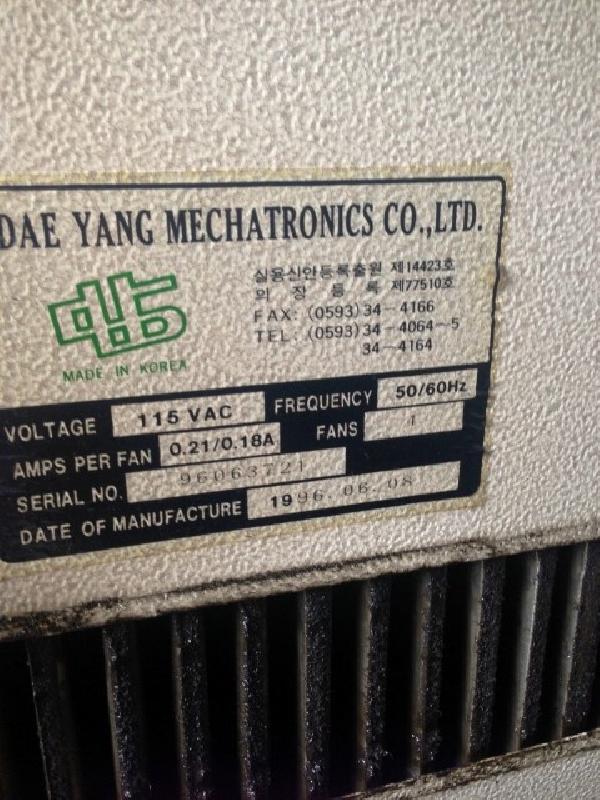 DAE YANG MECHATRONICS CO.,LTD.
실용신안등록출원 제14423호
의 장 등 록 제77510호
FAX: (0593) 34-4166
TEL: (0593) 34-4064~5
34-4164
MADE IN KOREA
VOLTAGE 115 VAC FREQUENCY 50/60Hz
AMPS PER FAN 0.21/0.18A FANS 1
SERIAL NO. 96063721
DATE OF MANUFACTURE 1996. 06. 08